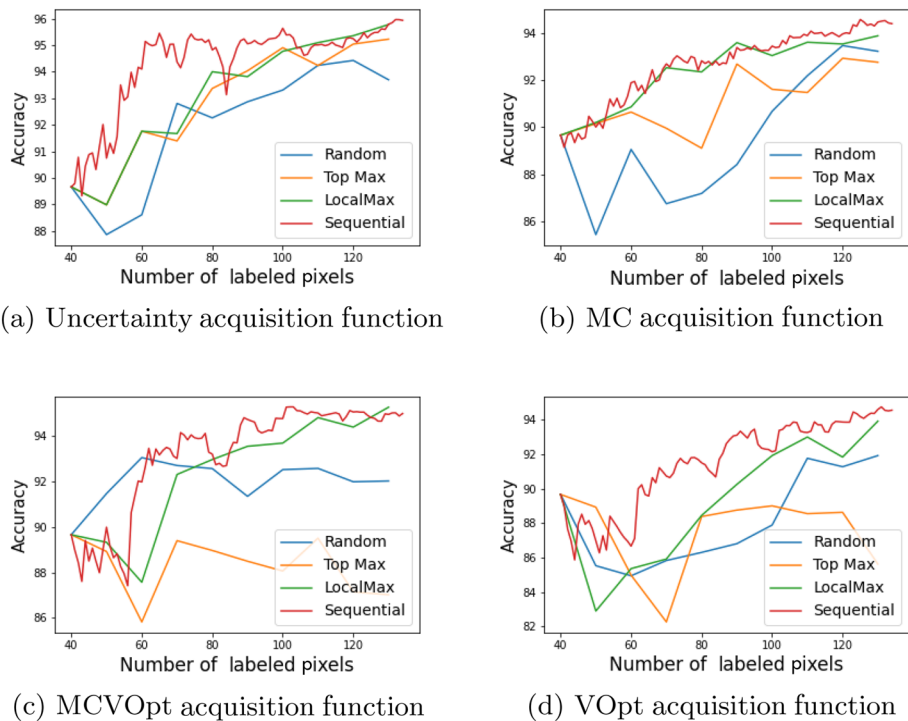 96
95
94
93
92
91
90
89
88
Accuracy
Random
Top Max
LocalMax
Sequential
40 60 80 100 120
Number of labeled pixels
(a) Uncertainty acquisition function
94
92
90
88
86
Accuracy
Random
Top Max
LocalMax
Sequential
40 60 80 100 120
Number of labeled pixels
(b) MC acquisition function
94
92
90
88
86
Accuracy
Random
Top Max
LocalMax
Sequential
40 60 80 100 120
Number of labeled pixels
(c) MCVOpt acquisition function
94
92
90
88
86
84
82
Accuracy
Random
Top Max
LocalMax
Sequential
40 60 80 100 120
Number of labeled pixels
(d) VOpt acquisition function